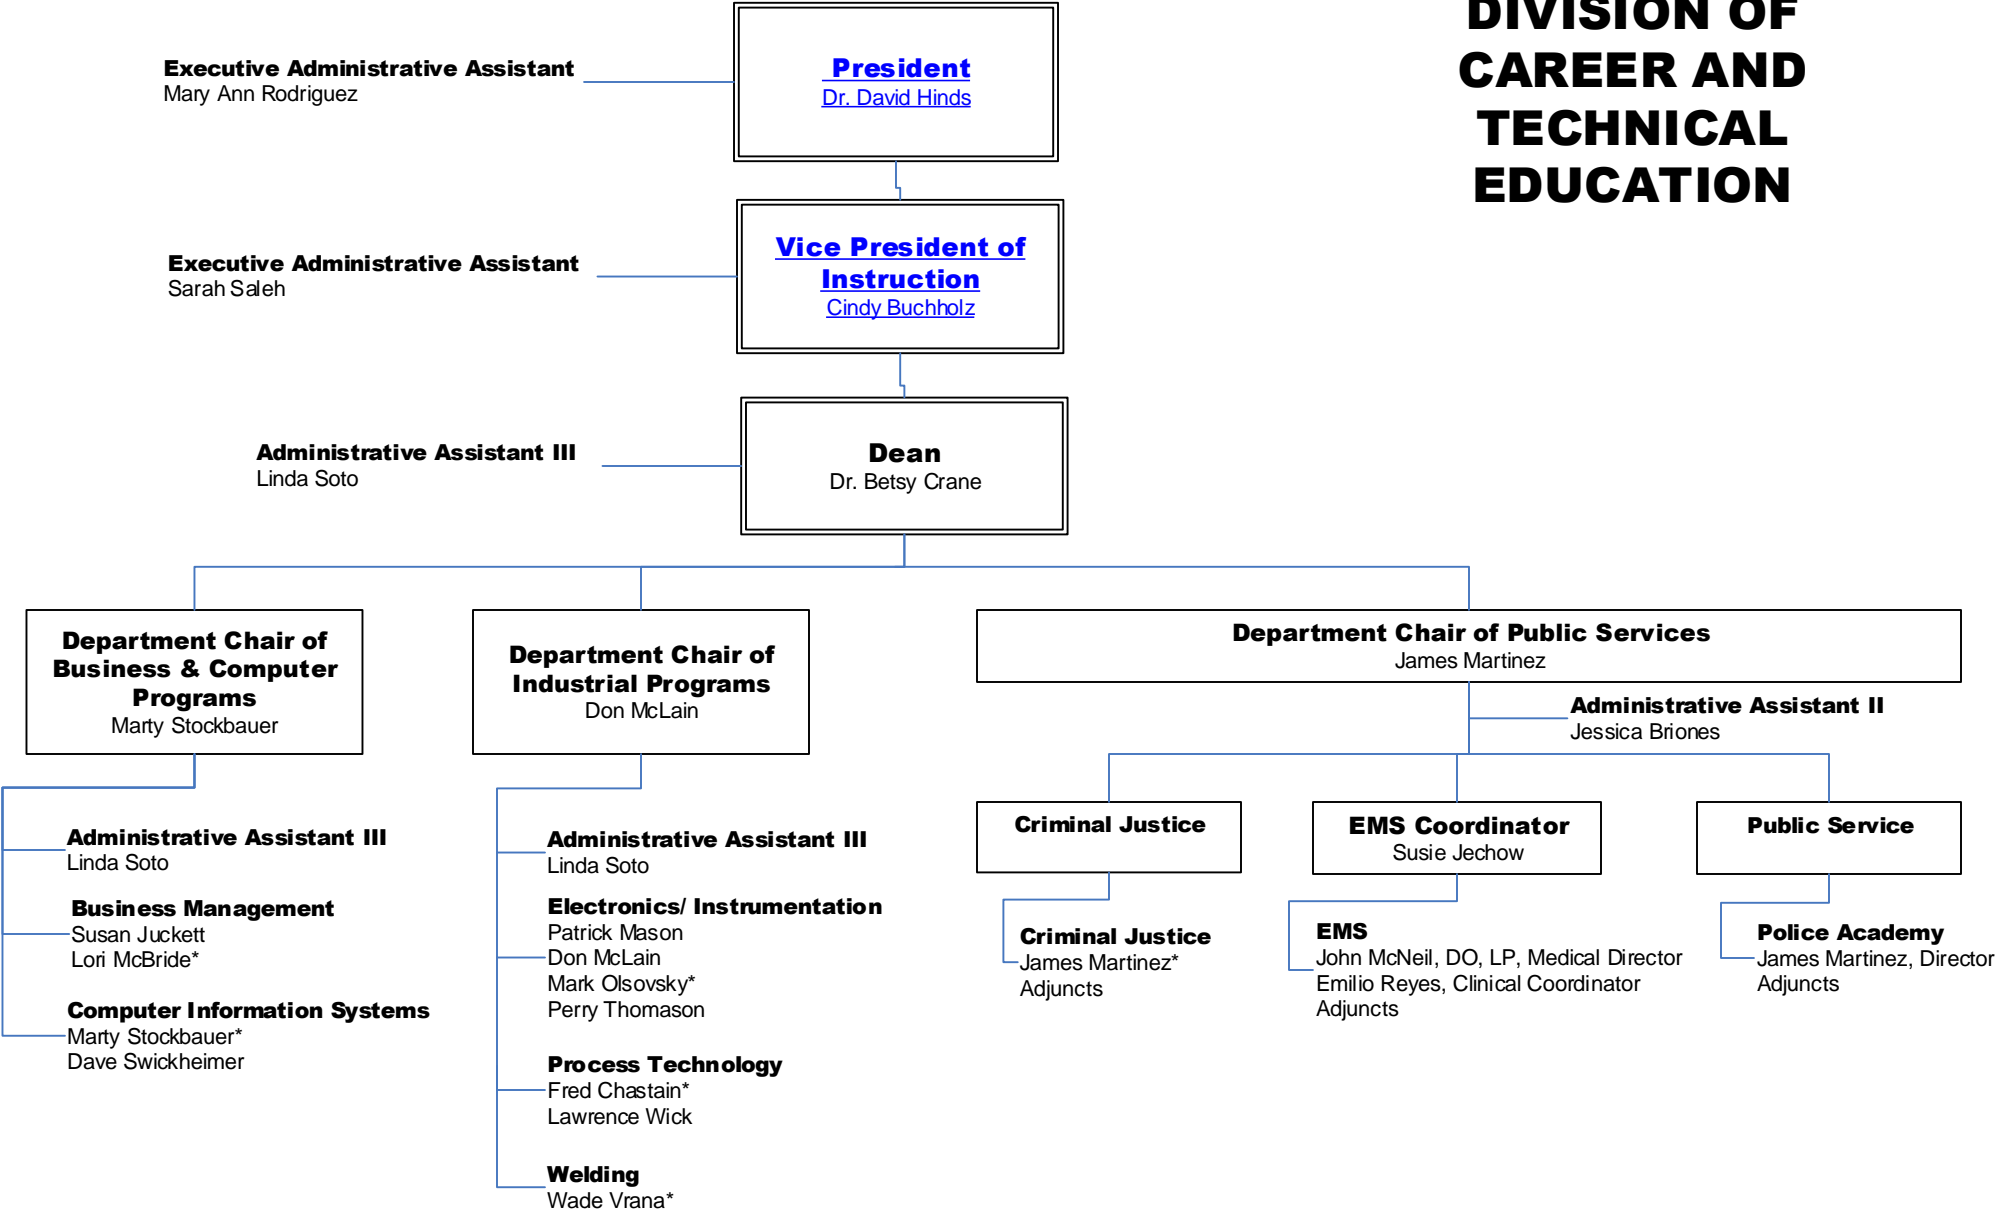 DIVISION OF
CAREER AND
TECHNICAL
EDUCATION
Executive Administrative Assistant
Mary Ann Rodriguez
President
Dr. David Hinds
Executive Administrative Assistant
Sarah Saleh
Vice President of
Instruction
Cindy Buchholz
Administrative Assistant III
Linda Soto
Dean
Dr. Betsy Crane
Department Chair of
Business & Computer
Programs
Marty Stockbauer
Administrative Assistant III
Linda Soto
Business Management
Susan Juckett
Lori McBride*
Computer Information Systems
Marty Stockbauer*
Dave Swickheimer
Department Chair of
Industrial Programs
Don McLain
Administrative Assistant III
Linda Soto
Electronics/ Instrumentation
Patrick Mason
Don McLain
Mark Olsovsky*
Perry Thomason
Process Technology
Fred Chastain*
Lawrence Wick
Welding
Wade Vrana*
Department Chair of Public Services
James Martinez
Administrative Assistant II
Jessica Briones
Criminal Justice
Criminal Justice
James Martinez*
Adjuncts
EMS Coordinator
Susie Jechow
EMS
John McNeil, DO, LP, Medical Director
Emilio Reyes, Clinical Coordinator
Adjuncts
Public Service
Police Academy
James Martinez, Director
Adjuncts